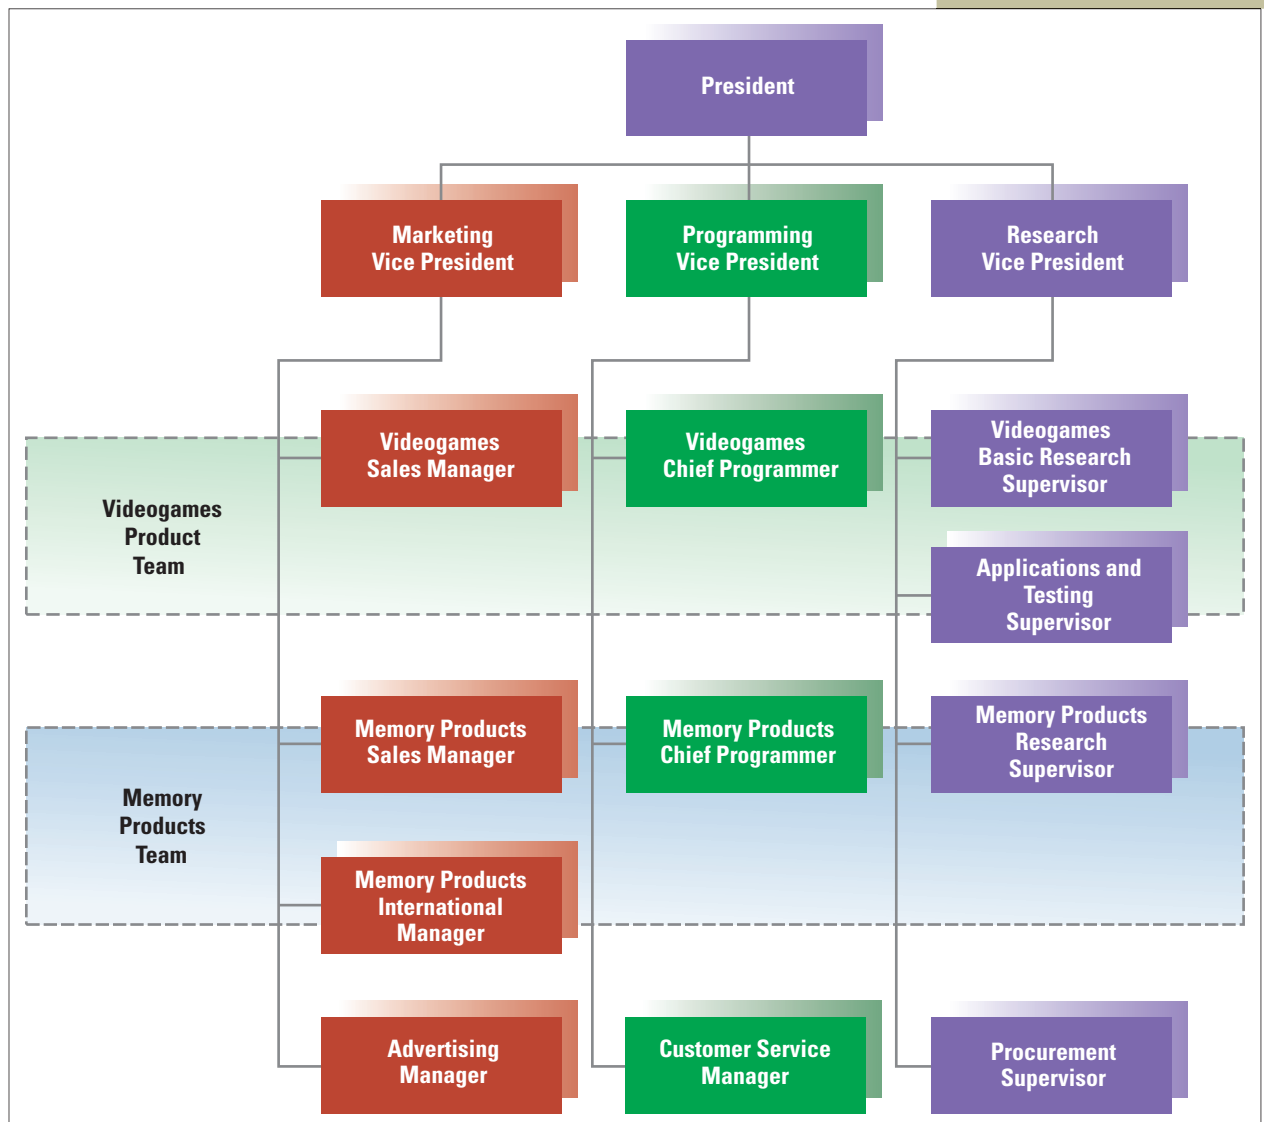 President
Marketing
Vice President
Programming
Vice President
Research
Vice President
Videogames
Product
Team
Videogames
Sales Manager
Videogames
Chief Programmer
Videogames
Basic Research
Supervisor
Applications and
Testing
Supervisor
Memory
Products
Team
Memory Products
Sales Manager
Memory Products
Chief Programmer
Memory Products
Research
Supervisor
Memory Products
International
Manager
Advertising
Manager
Customer Service
Manager
Procurement
Supervisor